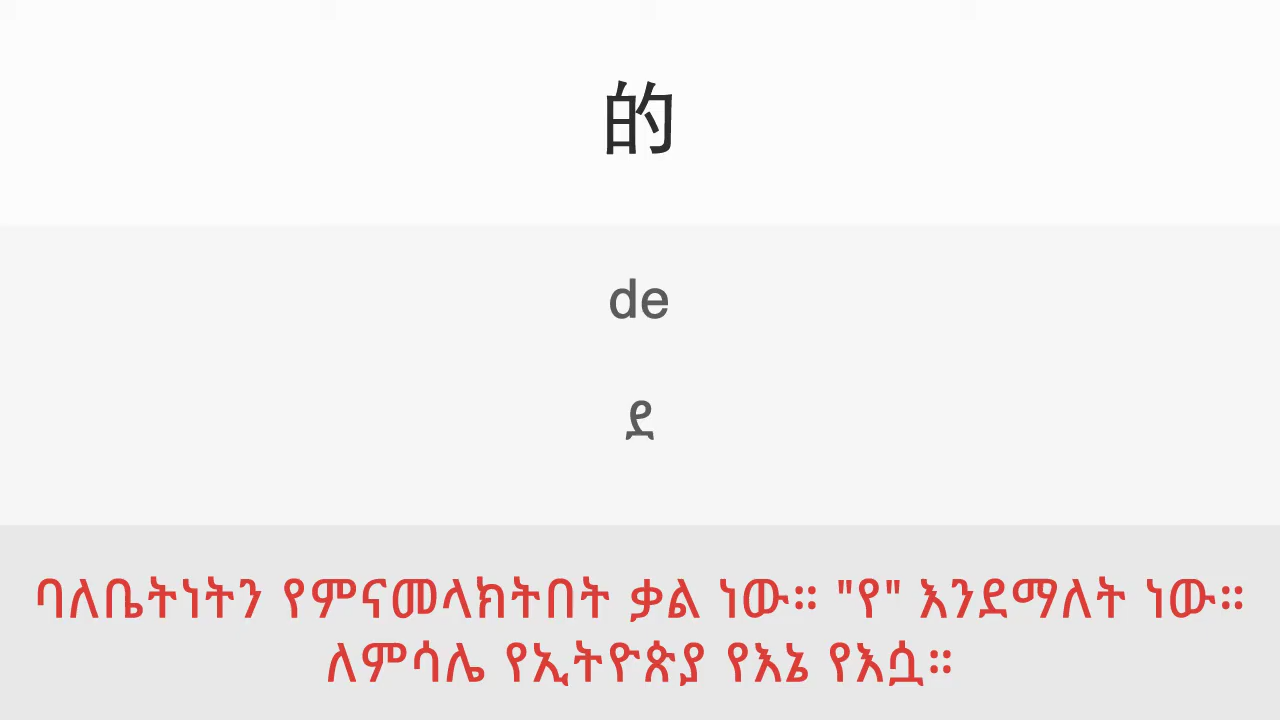 的
de
ደ
ባለቤትነትን የምናመላክትበት ቃል ነው። "የ" እንደማለት ነው።
ለምሳሌ የኢትዮጵያ የእኔ የእሷ።